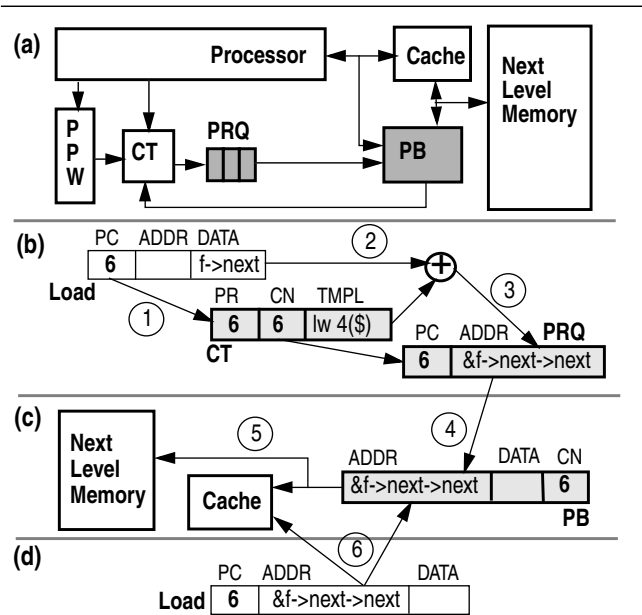 (a)
Processor
Cache
Next
Level
Memory
P
P
W
CT
PRQ
PB
(b)
PC ADDR DATA
6 f->next
Load
1
2
+
3
PR CN TMPL
6 6 lw 4($)
CT
PC ADDR PRQ
6 &f->next->next
(c)
4
5
Next
Level
Memory
Cache
ADDR DATA CN
&f->next->next 6
PB
6
(d)
PC ADDR DATA
Load 6 &f->next->next